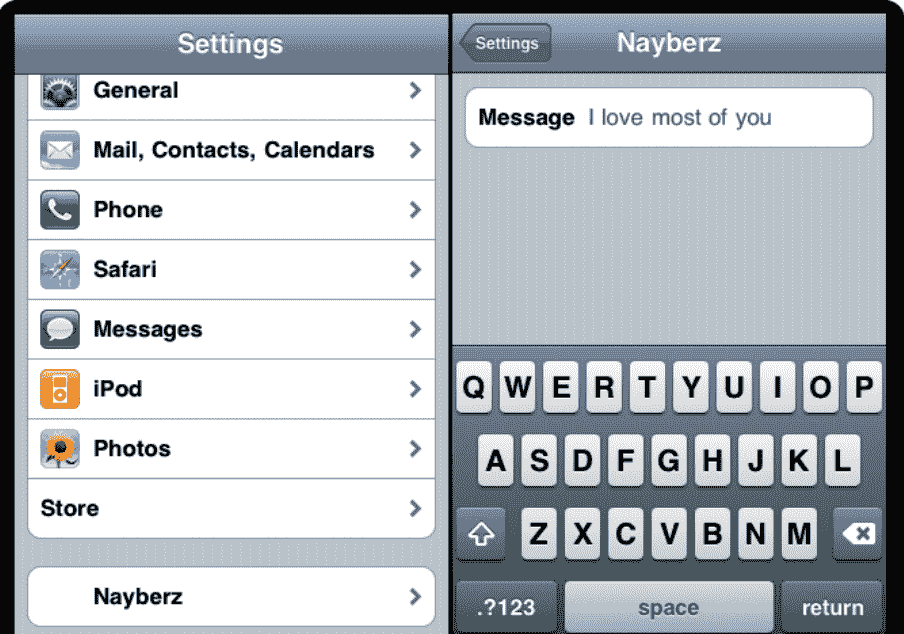 Settings
General
Mail, Contacts, Calendars
Phone
Safari
Messages
iPod
Photos
Store
Nayberz
Settings
Nayberz
Message I love most of you
Q W E R T Y U I O P
A S D F G H J K L
Z X C V B N M
.?123 space return